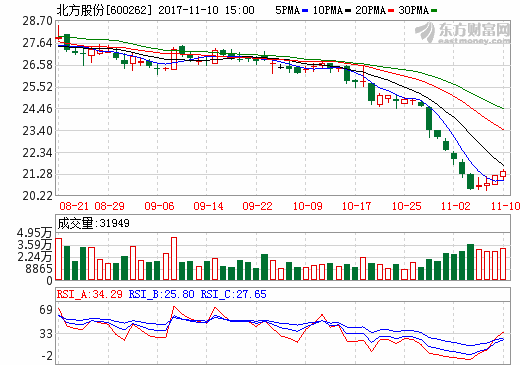 北方股份[600262] 2017-11-10 15:00 5PMA 10PMA 20PMA 30PMA
东方财富网
eastmoney.com
28.70
27.64
26.58
25.52
24.46
23.40
22.34
21.28
20.22
08-21 08-29 09-06 09-14 09-22 10-09 10-17 10-25 11-02 11-10
成交量:31949
4.95万
3.59万
2.24万
8865
0
RSI_A:34.29 RSI_B:25.80 RSI_C:27.65
69
33
-2